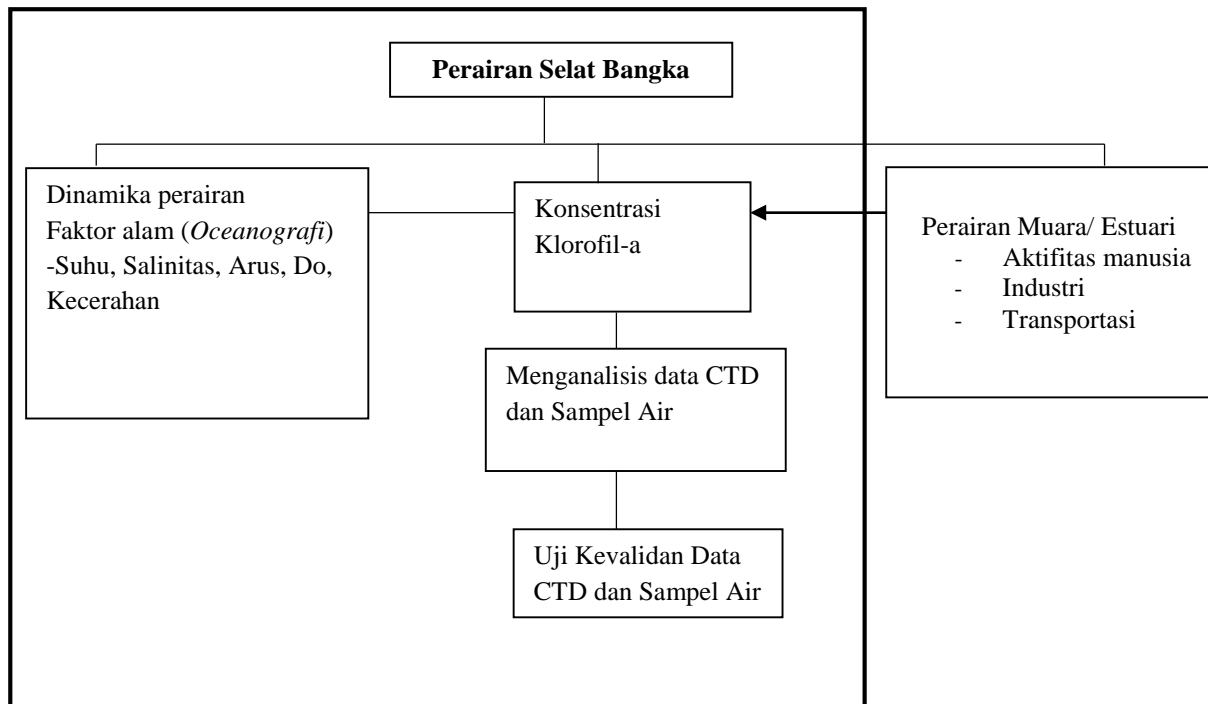 Perairan Selat Bangka
Dinamika perairan
Faktor alam (Oceanografi)
-Suhu, Salinitas, Arus, Do,
Kecerahan
Konsentrasi
Klorofil-a
Perairan Muara/ Estuari
- Aktifitas manusia
- Industri
- Transportasi
Menganalisis data CTD
dan Sampel Air
Uji Kevalidan Data
CTD dan Sampel Air